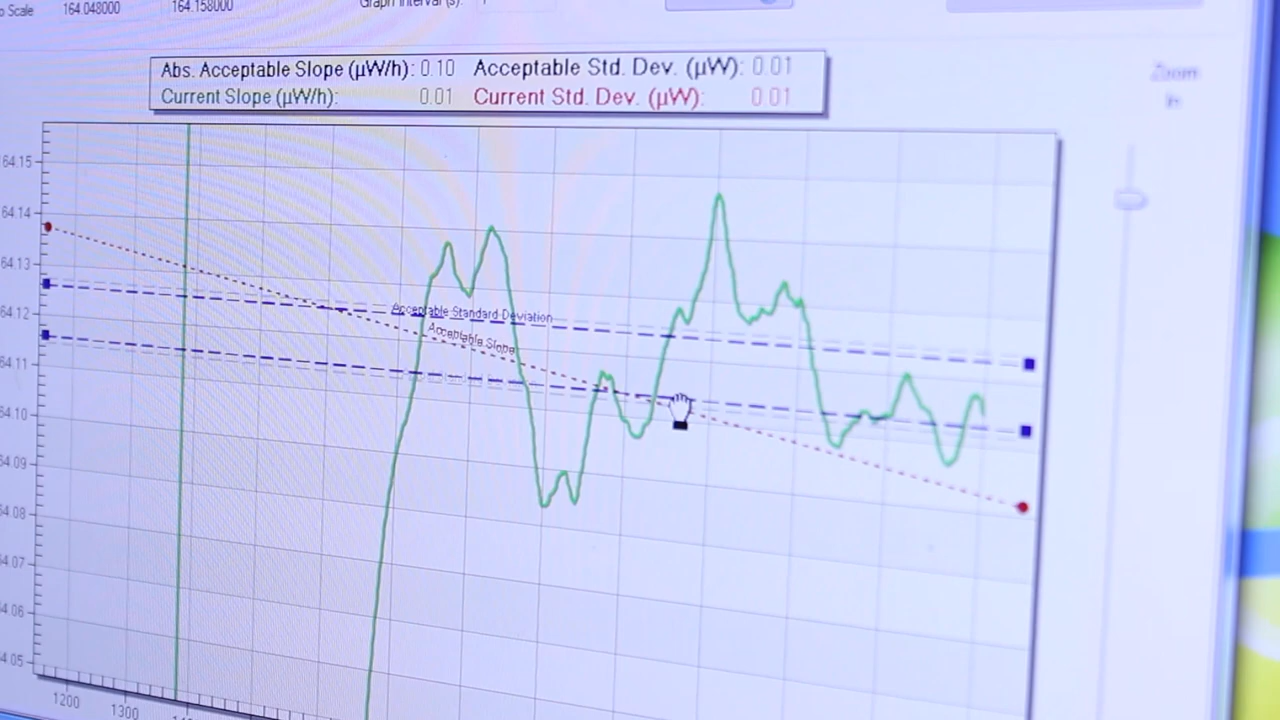 Scale 164.048000 164.158000 Graph Interval (s):
Abs. Acceptable Slope (µW/h): 0.10 Acceptable Std. Dev. (µW): 0.01
Current Slope (µW/h): 0.01 Current Std. Dev. (µW): 0.01
Zoom
In
64.15
64.14
64.13
64.12
64.11
64.10
64.09
64.08
4.07
4.06
4.05
Acceptable Standard Deviation
Acceptable Slope
1200
1300